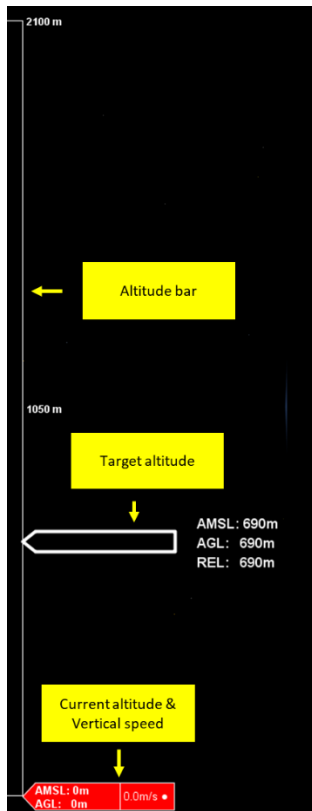 2100 m
Altitude bar
1050 m
Target altitude
AMSL: 690m
AGL: 690m
REL: 690m
Current altitude &
Vertical speed
AMSL: 0m
AGL: 0m
0.0m/s